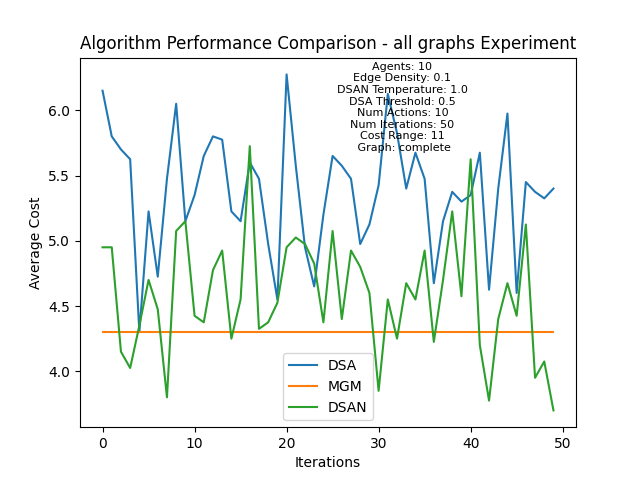 Algorithm Performance Comparison - all graphs Experiment
Agents: 10
Edge Density: 0.1
DSAN Temperature: 1.0
DSA Threshold: 0.5
Num Actions: 10
Num Iterations: 50
Cost Range: 11
Graph: complete
Average Cost
6.0
5.5
5.0
4.5
4.0
DSA
MGM
DSAN
0
10
20
30
40
50
Iterations